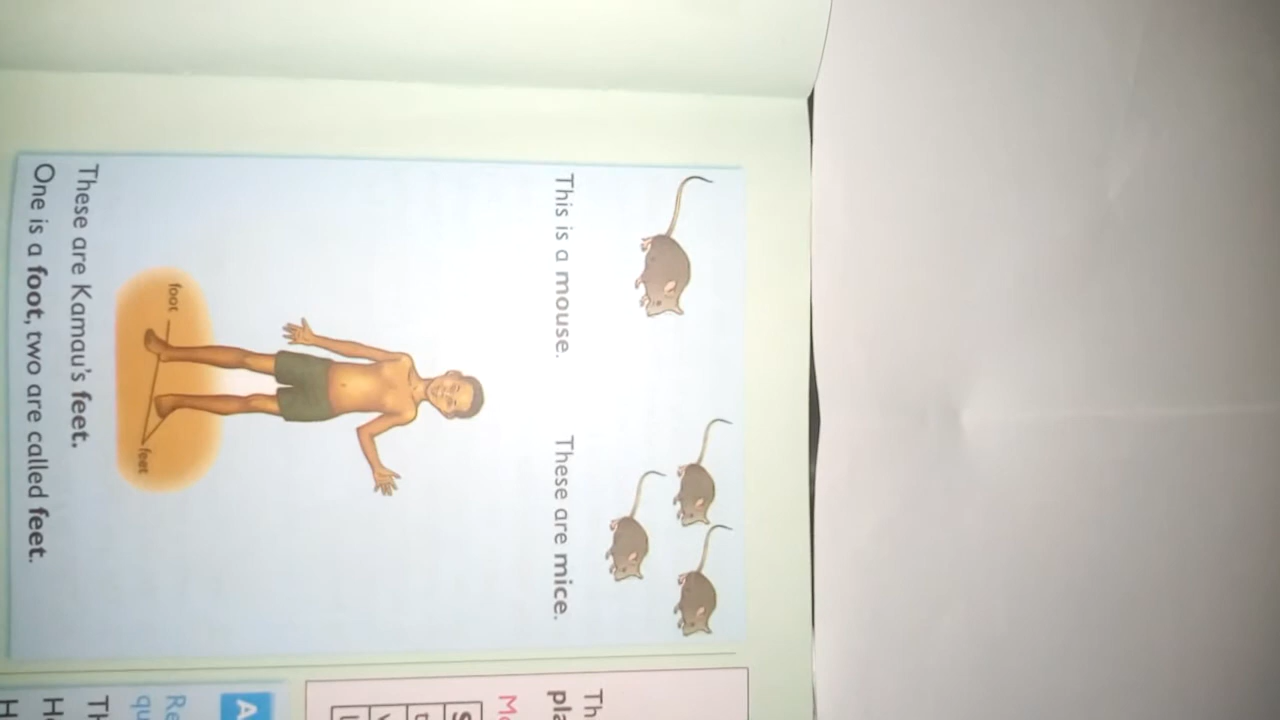 This is a mouse. These are mice.
foot
feet
These are Kamau's feet.
One is a foot, two are called feet.